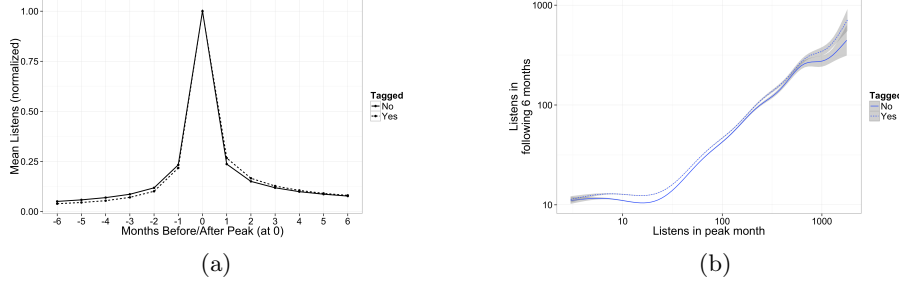 1.00
0.75
0.50
0.25
0.00
Mean Listens (normalized)
-6 -5 -4 -3 -2 -1 0 1 2 3 4 5 6
Months Before/After Peak (at 0)
Tagged
No
Yes
(a)
1000
100
10
Listens in
following 6 months
10 100 1000
Listens in peak month
Tagged
No
Yes
(b)